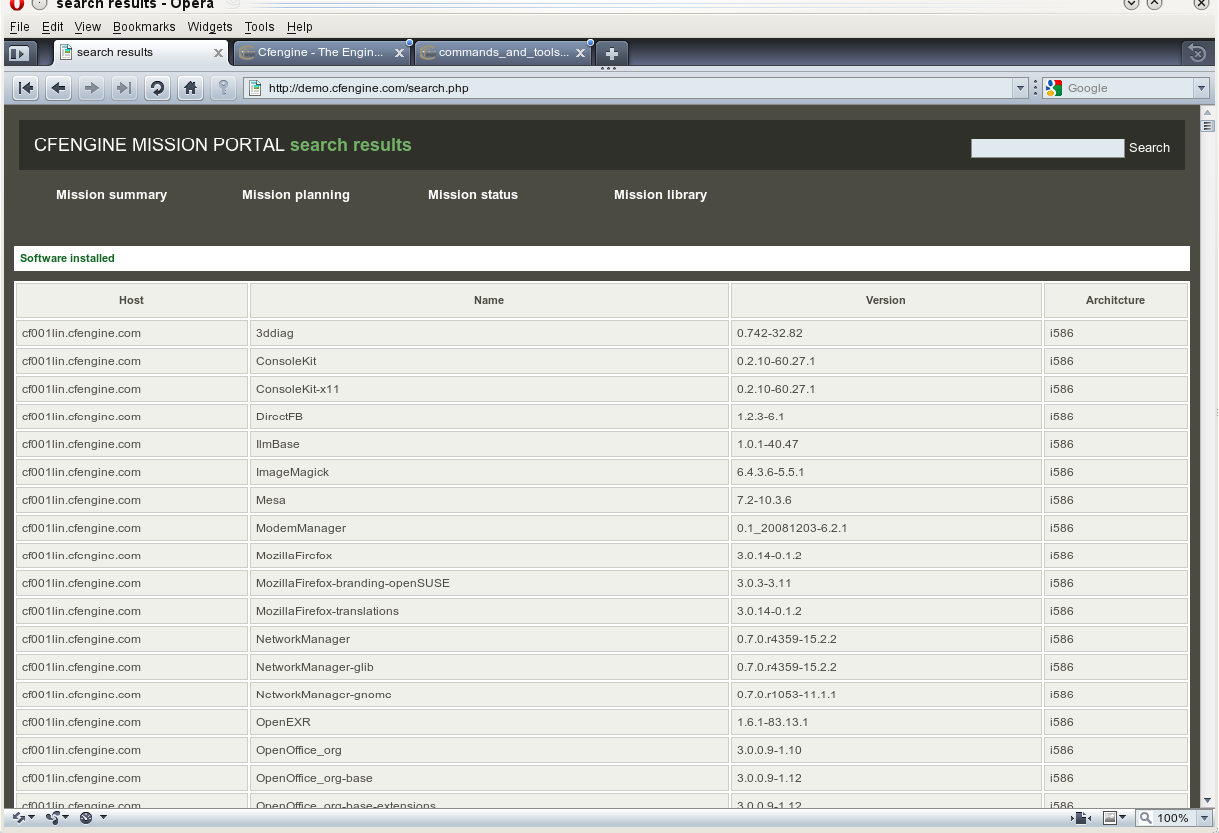 search results - Opera
File Edit View Bookmarks Widgets Tools Help
search results Cfengine - The Engin... commands_and_tools...
http://demo.cfengine.com/search.php Google
CFENGINE MISSION PORTAL search results Search
Mission summary Mission planning Mission status Mission library
Software installed
Host Name Version Architcture
cf001lin.cfengine.com 3ddiag 0.742-32.82 i586
cf001lin.cfengine.com ConsoleKit 0.2.10-60.27.1 i586
cf001lin.cfengine.com ConsoleKit-x11 0.2.10-60.27.1 i586
cf001lin.cfengine.com DirectFB 1.2.3-6.1 i586
cf001lin.cfengine.com IlmBase 1.0.1-40.47 i586
cf001lin.cfengine.com ImageMagick 6.4.3.6-5.5.1 i586
cf001lin.cfengine.com Mesa 7.2-10.3.6 i586
cf001lin.cfengine.com ModemManager 0.1_20081203-6.2.1 i586
cf001lin.cfengine.com MozillaFirefox 3.0.14-0.1.2 i586
cf001lin.cfengine.com MozillaFirefox-branding-openSUSE 3.0.3-3.11 i586
cf001lin.cfengine.com MozillaFirefox-translations 3.0.14-0.1.2 i586
cf001lin.cfengine.com NetworkManager 0.7.0.r4359-15.2.2 i586
cf001lin.cfengine.com NetworkManager-glib 0.7.0.r4359-15.2.2 i586
cf001lin.cfengine.com NetworkManager-gnome 0.7.0.r1053-11.1.1 i586
cf001lin.cfengine.com OpenEXR 1.6.1-83.13.1 i586
cf001lin.cfengine.com OpenOffice_org 3.0.0.9-1.10 i586
cf001lin.cfengine.com OpenOffice_org-base 3.0.0.9-1.12 i586
cf001lin.cfengine.com OpenOffice_org-base-extensions 3.0.0.9-1.12 i586
100%